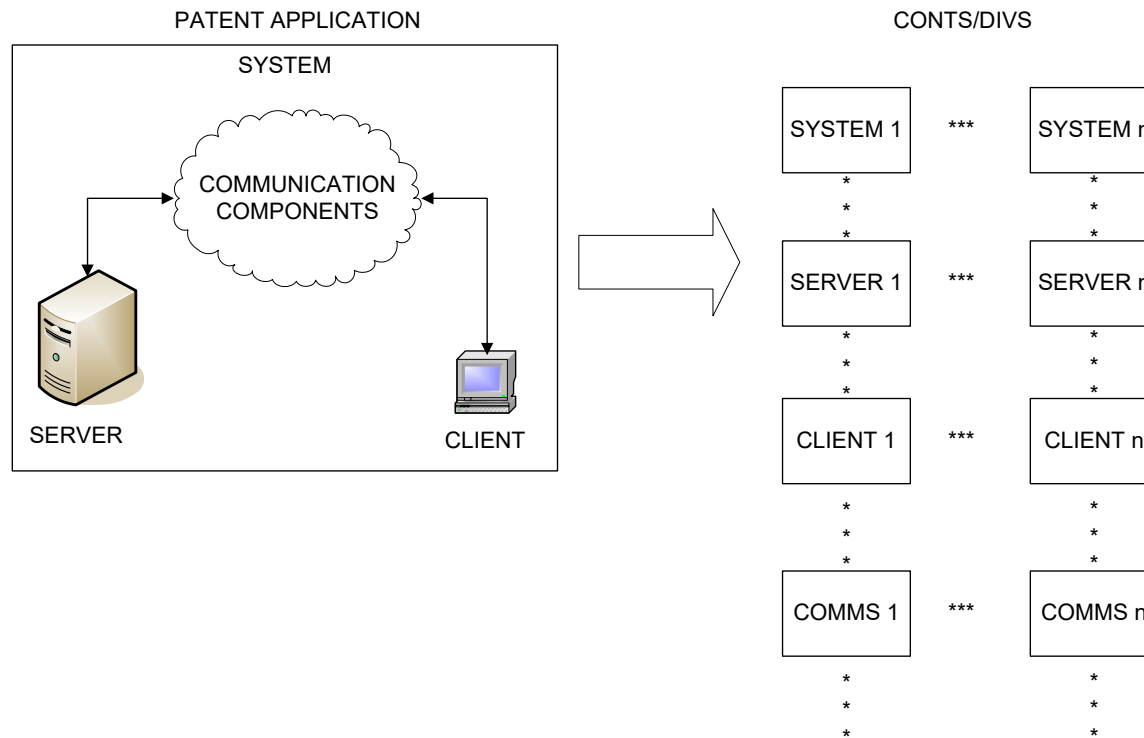 PATENT APPLICATION
SYSTEM
COMMUNICATION
COMPONENTS
SERVER
CLIENT
CONTS/DIVS
SYSTEM 1 *** SYSTEM n
* *
* *
* *
SERVER 1 *** SERVER n
* *
* *
* *
CLIENT 1 *** CLIENT n
* *
* *
* *
COMMS 1 *** COMMS n
* *
* *
* *